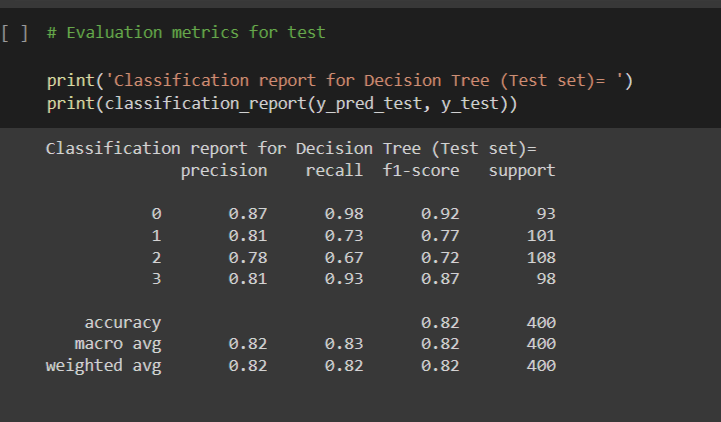 [ ] # Evaluation metrics for test
print('Classification report for Decision Tree (Test set)= ')
print(classification_report(y_pred_test, y_test))
Classification report for Decision Tree (Test set)=
precision recall f1-score support
0 0.87 0.98 0.92 93
1 0.81 0.73 0.77 101
2 0.78 0.67 0.72 108
3 0.81 0.93 0.87 98
accuracy 0.82 400
macro avg 0.82 0.83 0.82 400
weighted avg 0.82 0.82 0.82 400